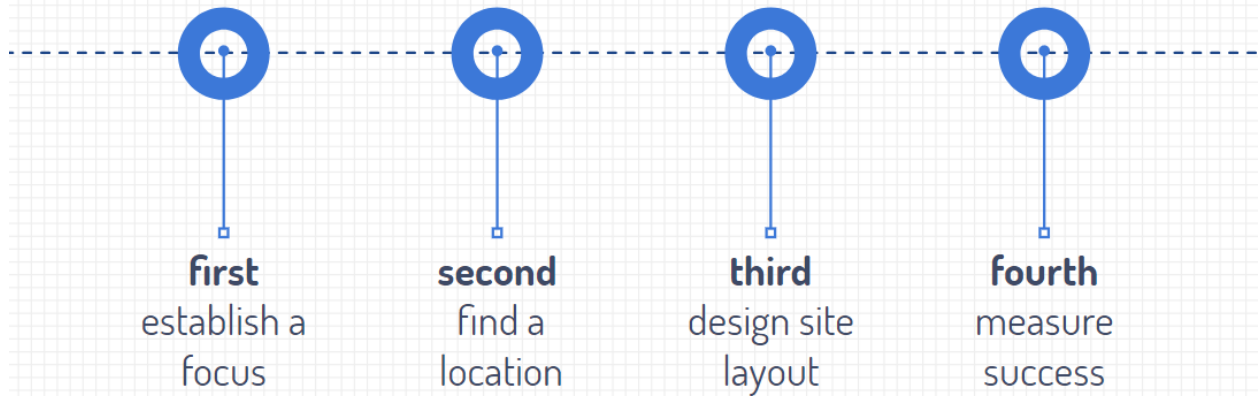 first
establish a
focus
second
find a
location
third
design site
layout
fourth
measure
success